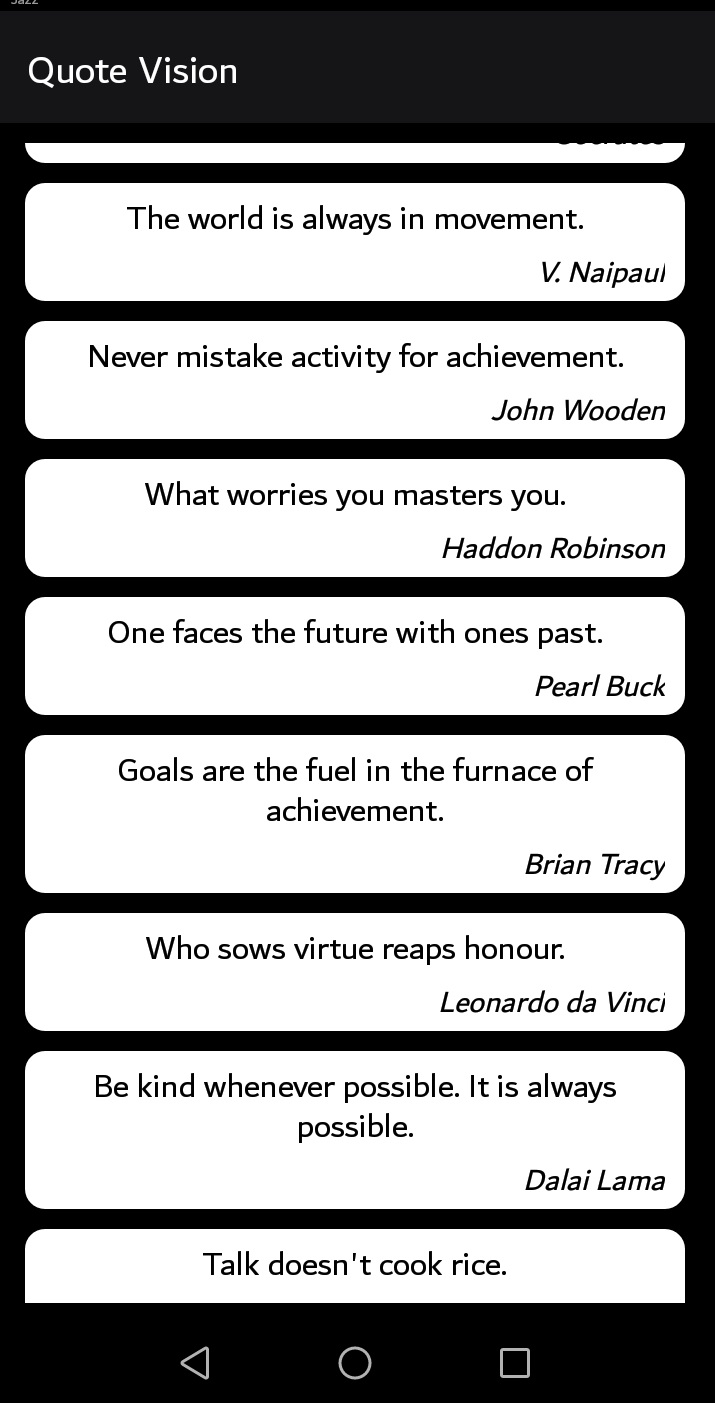 Quote Vision
The world is always in movement.
V. Naipaul
Never mistake activity for achievement.
John Wooden
What worries you masters you.
Haddon Robinson
One faces the future with ones past.
Pearl Buck
Goals are the fuel in the furnace of
achievement.
Brian Tracy
Who sows virtue reaps honour.
Leonardo da Vinci
Be kind whenever possible. It is always
possible.
Dalai Lama
Talk doesn't cook rice.